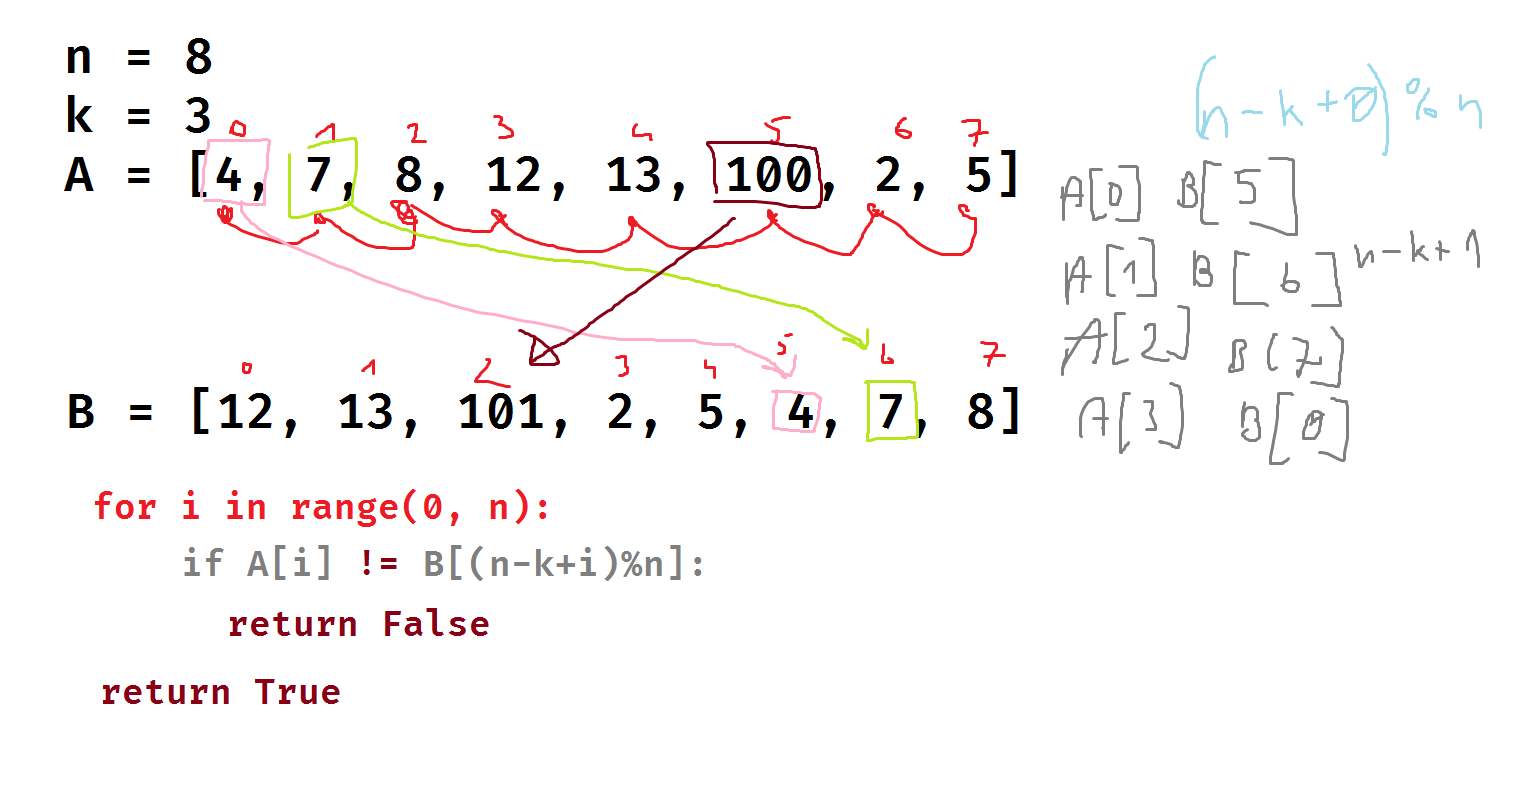 n = 8
k = 3
(n-k+0) % n
0 1 2 3 4 5 6 7
A = [4, 7, 8, 12, 13, 100, 2, 5]
A[0] B[5]
A[1] B[6] n-k+1
A[2] B[7]
0 1 2 3 4 5 6 7
B = [12, 13, 101, 2, 5, 4, 7, 8]
A[3] B[0]
for i in range(0, n):
if A[i] != B[(n-k+i)%n]:
return False
return True